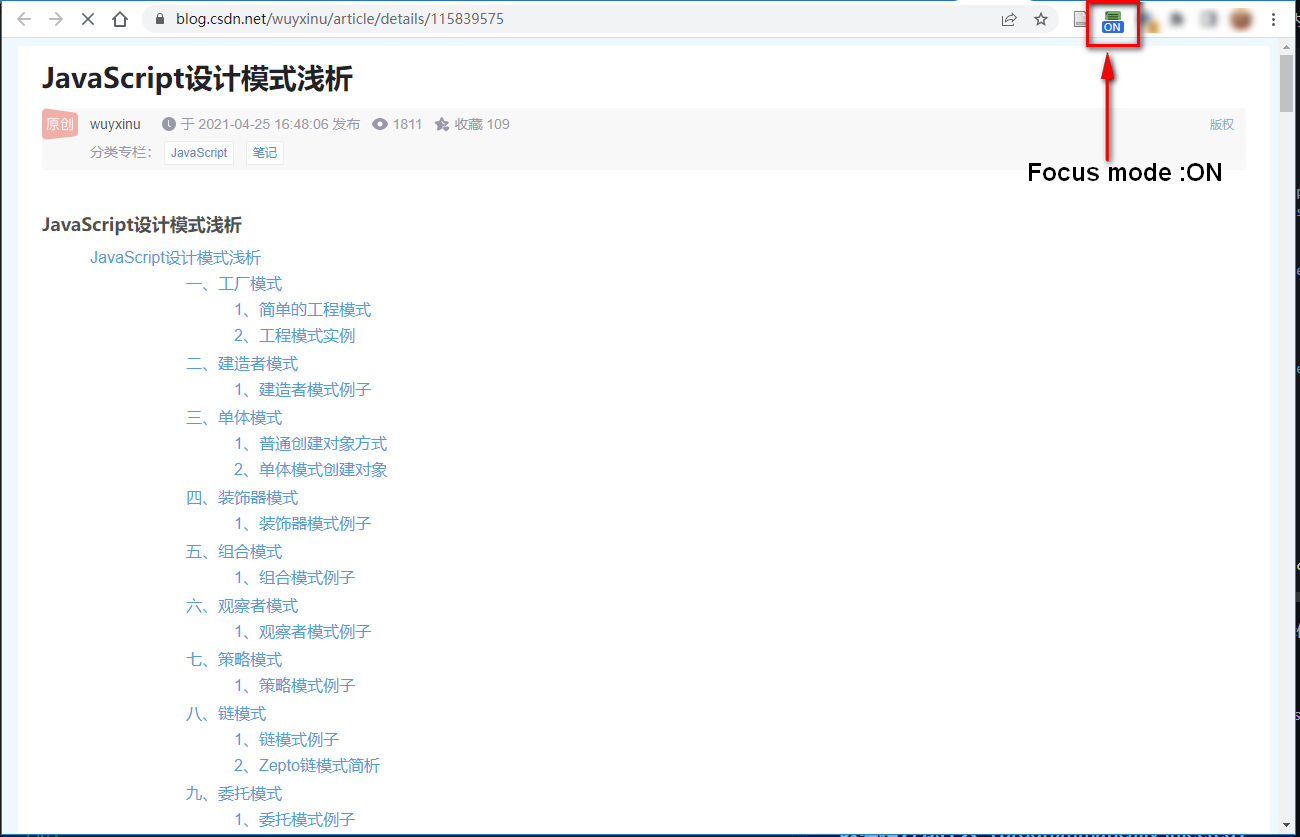 blog.csdn.net/wuyxinu/article/details/115839575
ON
JavaScript设计模式浅析
原创 wuyxinu 于 2021-04-25 16:48:06 发布 1811 收藏 109 版权
分类专栏： JavaScript 笔记
Focus mode :ON
JavaScript设计模式浅析
JavaScript设计模式浅析
一、工厂模式
1、简单的工程模式
2、工程模式实例
二、建造者模式
1、建造者模式例子
三、单体模式
1、普通创建对象方式
2、单体模式创建对象
四、装饰器模式
1、装饰器模式例子
五、组合模式
1、组合模式例子
六、观察者模式
1、观察者模式例子
七、策略模式
1、策略模式例子
八、链模式
1、链模式例子
2、Zepto链模式简析
九、委托模式
1、委托模式例子